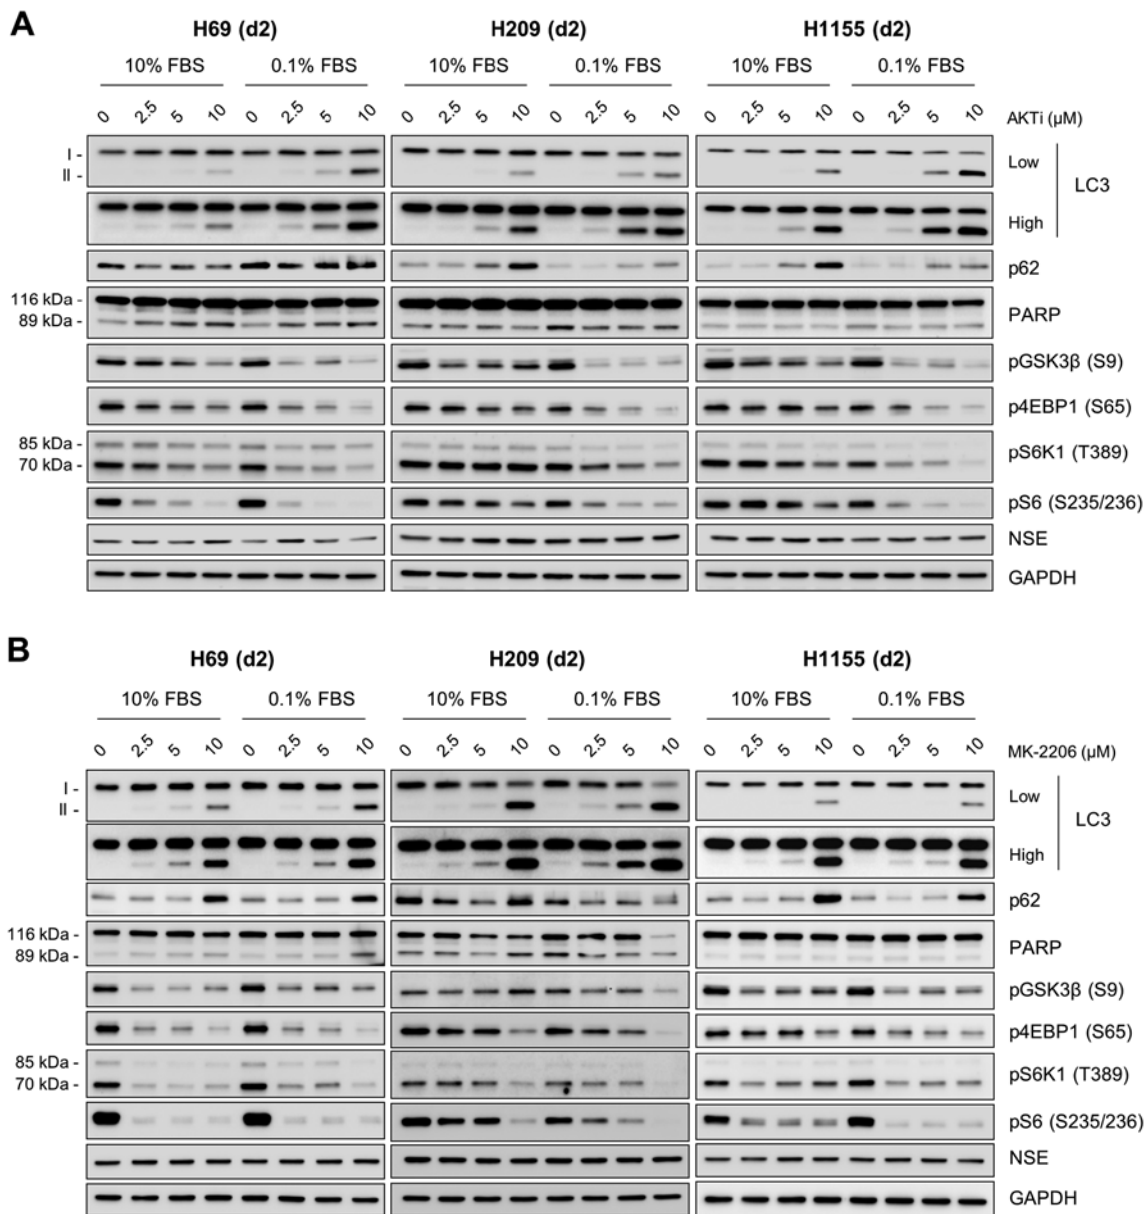 A
H69 (d2) H209 (d2) H1155 (d2)
10% FBS 0.1% FBS 10% FBS 0.1% FBS 10% FBS 0.1% FBS
0 2.5 5 10 0 2.5 5 10 0 2.5 5 10 0 2.5 5 10 0 2.5 5 10 0 2.5 5 10 AKTi (μM)
I - Low
II -
LC3
High
p62
116 kDa -
89 kDa - PARP
pGSK3β (S9)
p4EBP1 (S65)
85 kDa - pS6K1 (T389)
70 kDa -
pS6 (S235/236)
NSE
GAPDH
B
H69 (d2) H209 (d2) H1155 (d2)
10% FBS 0.1% FBS 10% FBS 0.1% FBS 10% FBS 0.1% FBS
0 2.5 5 10 0 2.5 5 10 0 2.5 5 10 0 2.5 5 10 0 2.5 5 10 0 2.5 5 10 MK-2206 (μM)
I - Low
II -
LC3
High
p62
116 kDa - PARP
89 kDa -
pGSK3β (S9)
p4EBP1 (S65)
85 kDa - pS6K1 (T389)
70 kDa -
pS6 (S235/236)
NSE
GAPDH